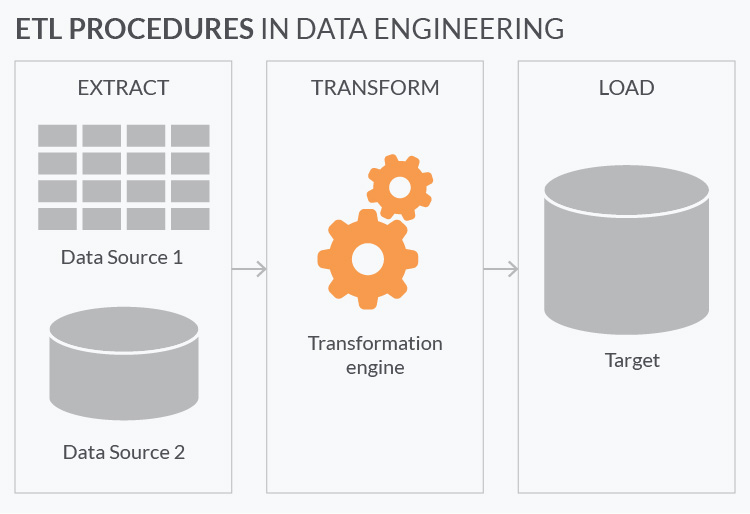 ETL PROCEDURES IN DATA ENGINEERING
EXTRACT
Data Source 1
Data Source 2
TRANSFORM
Transformation
engine
LOAD
Target